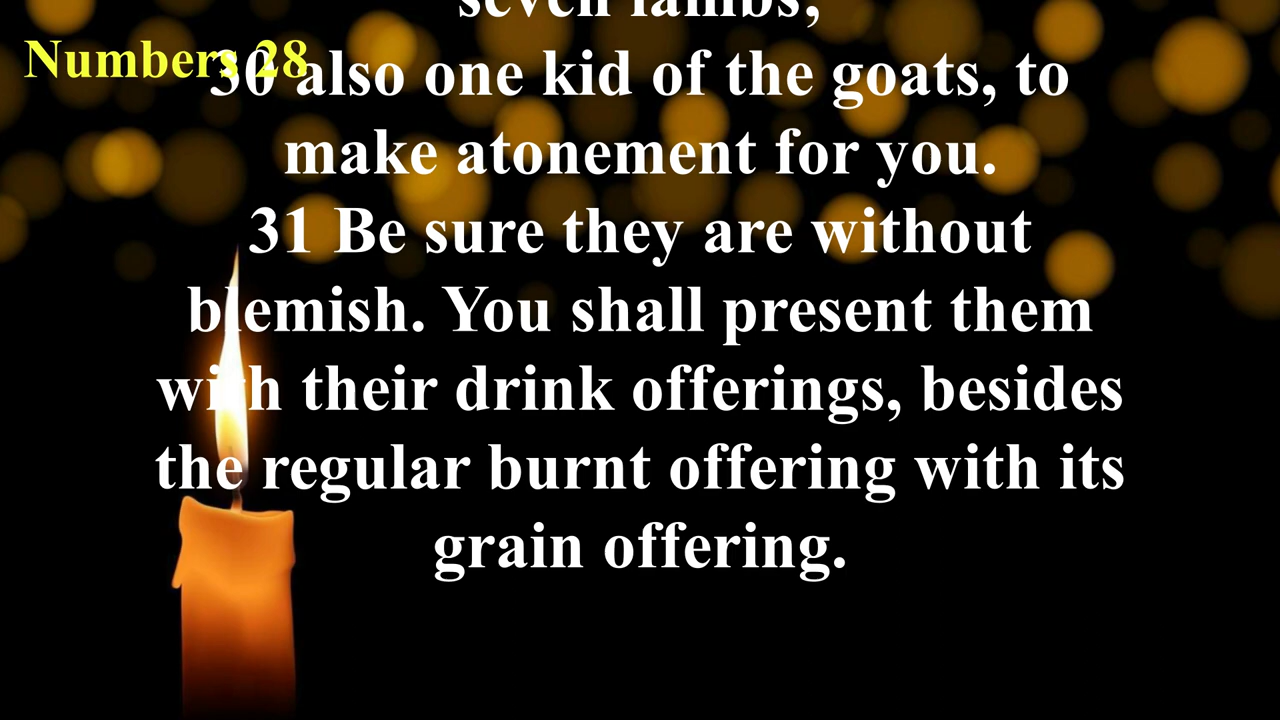 seven lambs;
Numbers 28
30 also one kid of the goats, to
make atonement for you.
31 Be sure they are without
blemish. You shall present them
with their drink offerings, besides
the regular burnt offering with its
grain offering.